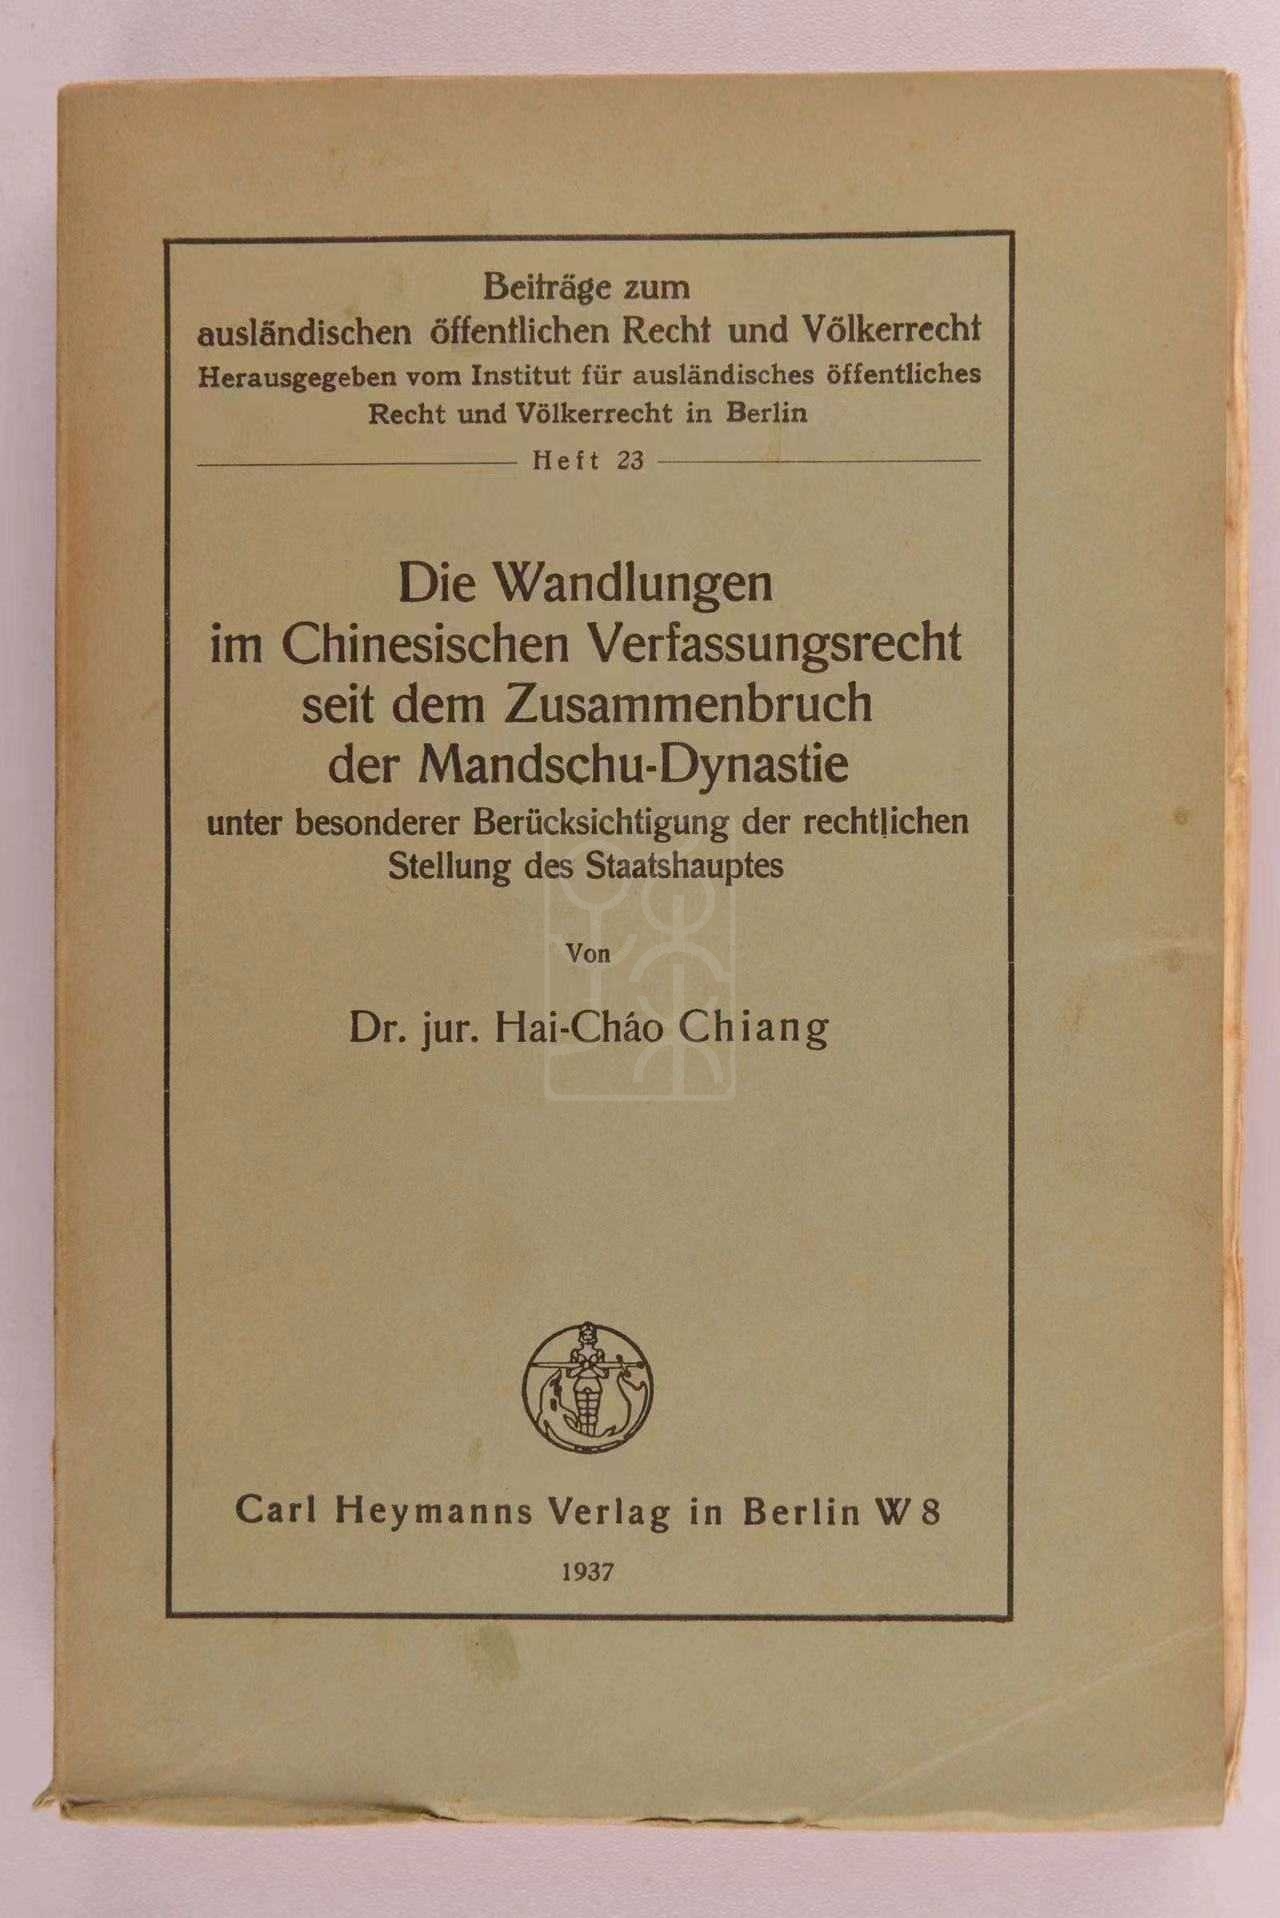 Beiträge zum
ausländischen öffentlichen Recht und Völkerrecht
Herausgegeben vom Institut für ausländisches öffentliches
Recht und Völkerrecht in Berlin
Heft 23
Die Wandlungen
im Chinesischen Verfassungsrecht
seit dem Zusammenbruch
der Mandschu-Dynastie
unter besonderer Berücksichtigung der rechtlichen
Stellung des Staatshauptes
Von
Dr. jur. Hai-Cháo Chiang
Carl Heymanns Verlag in Berlin W 8
1937